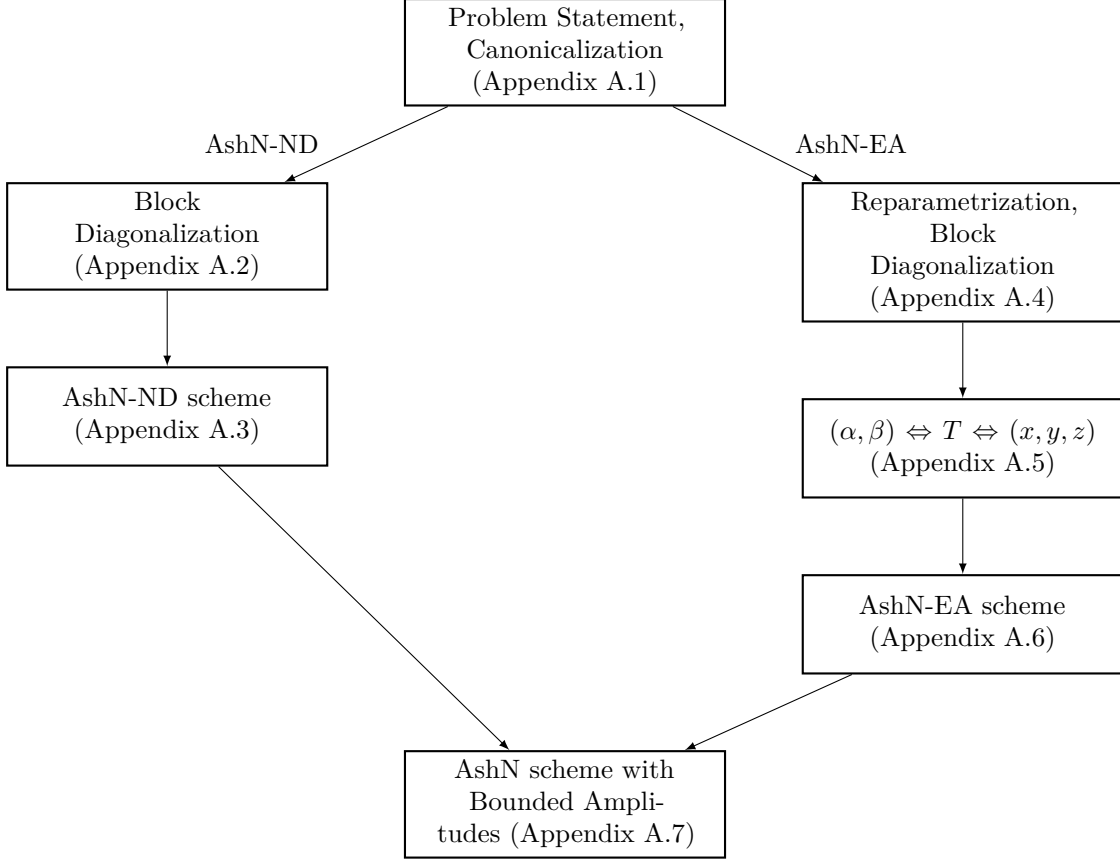 Problem Statement,
Canonicalization
(Appendix A.1)
AshN-ND
AshN-EA
Block
Diagonalization
(Appendix A.2)
Reparametrization,
Block
Diagonalization
(Appendix A.4)
AshN-ND scheme
(Appendix A.3)
(α, β) ⇔ T ⇔ (x, y, z)
(Appendix A.5)
AshN-EA scheme
(Appendix A.6)
AshN scheme with
Bounded Ampli-
tudes (Appendix A.7)